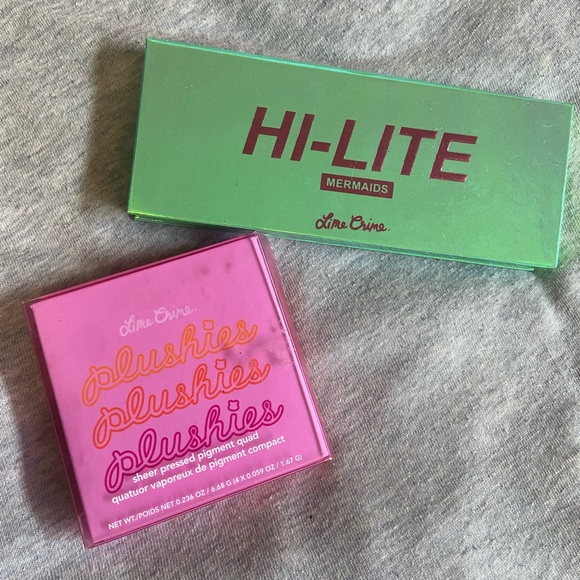 HI-LITE
MERMAIDS
Lime Crime.
Lime Crime.
plushies
plushies
plushies
sheer pressed pigment quad
quatuor vaporeux de pigment compact
NET WT/POIDS NET 0.236 OZ / 6.68 G (4 X 0.059 OZ / 1.67 G)